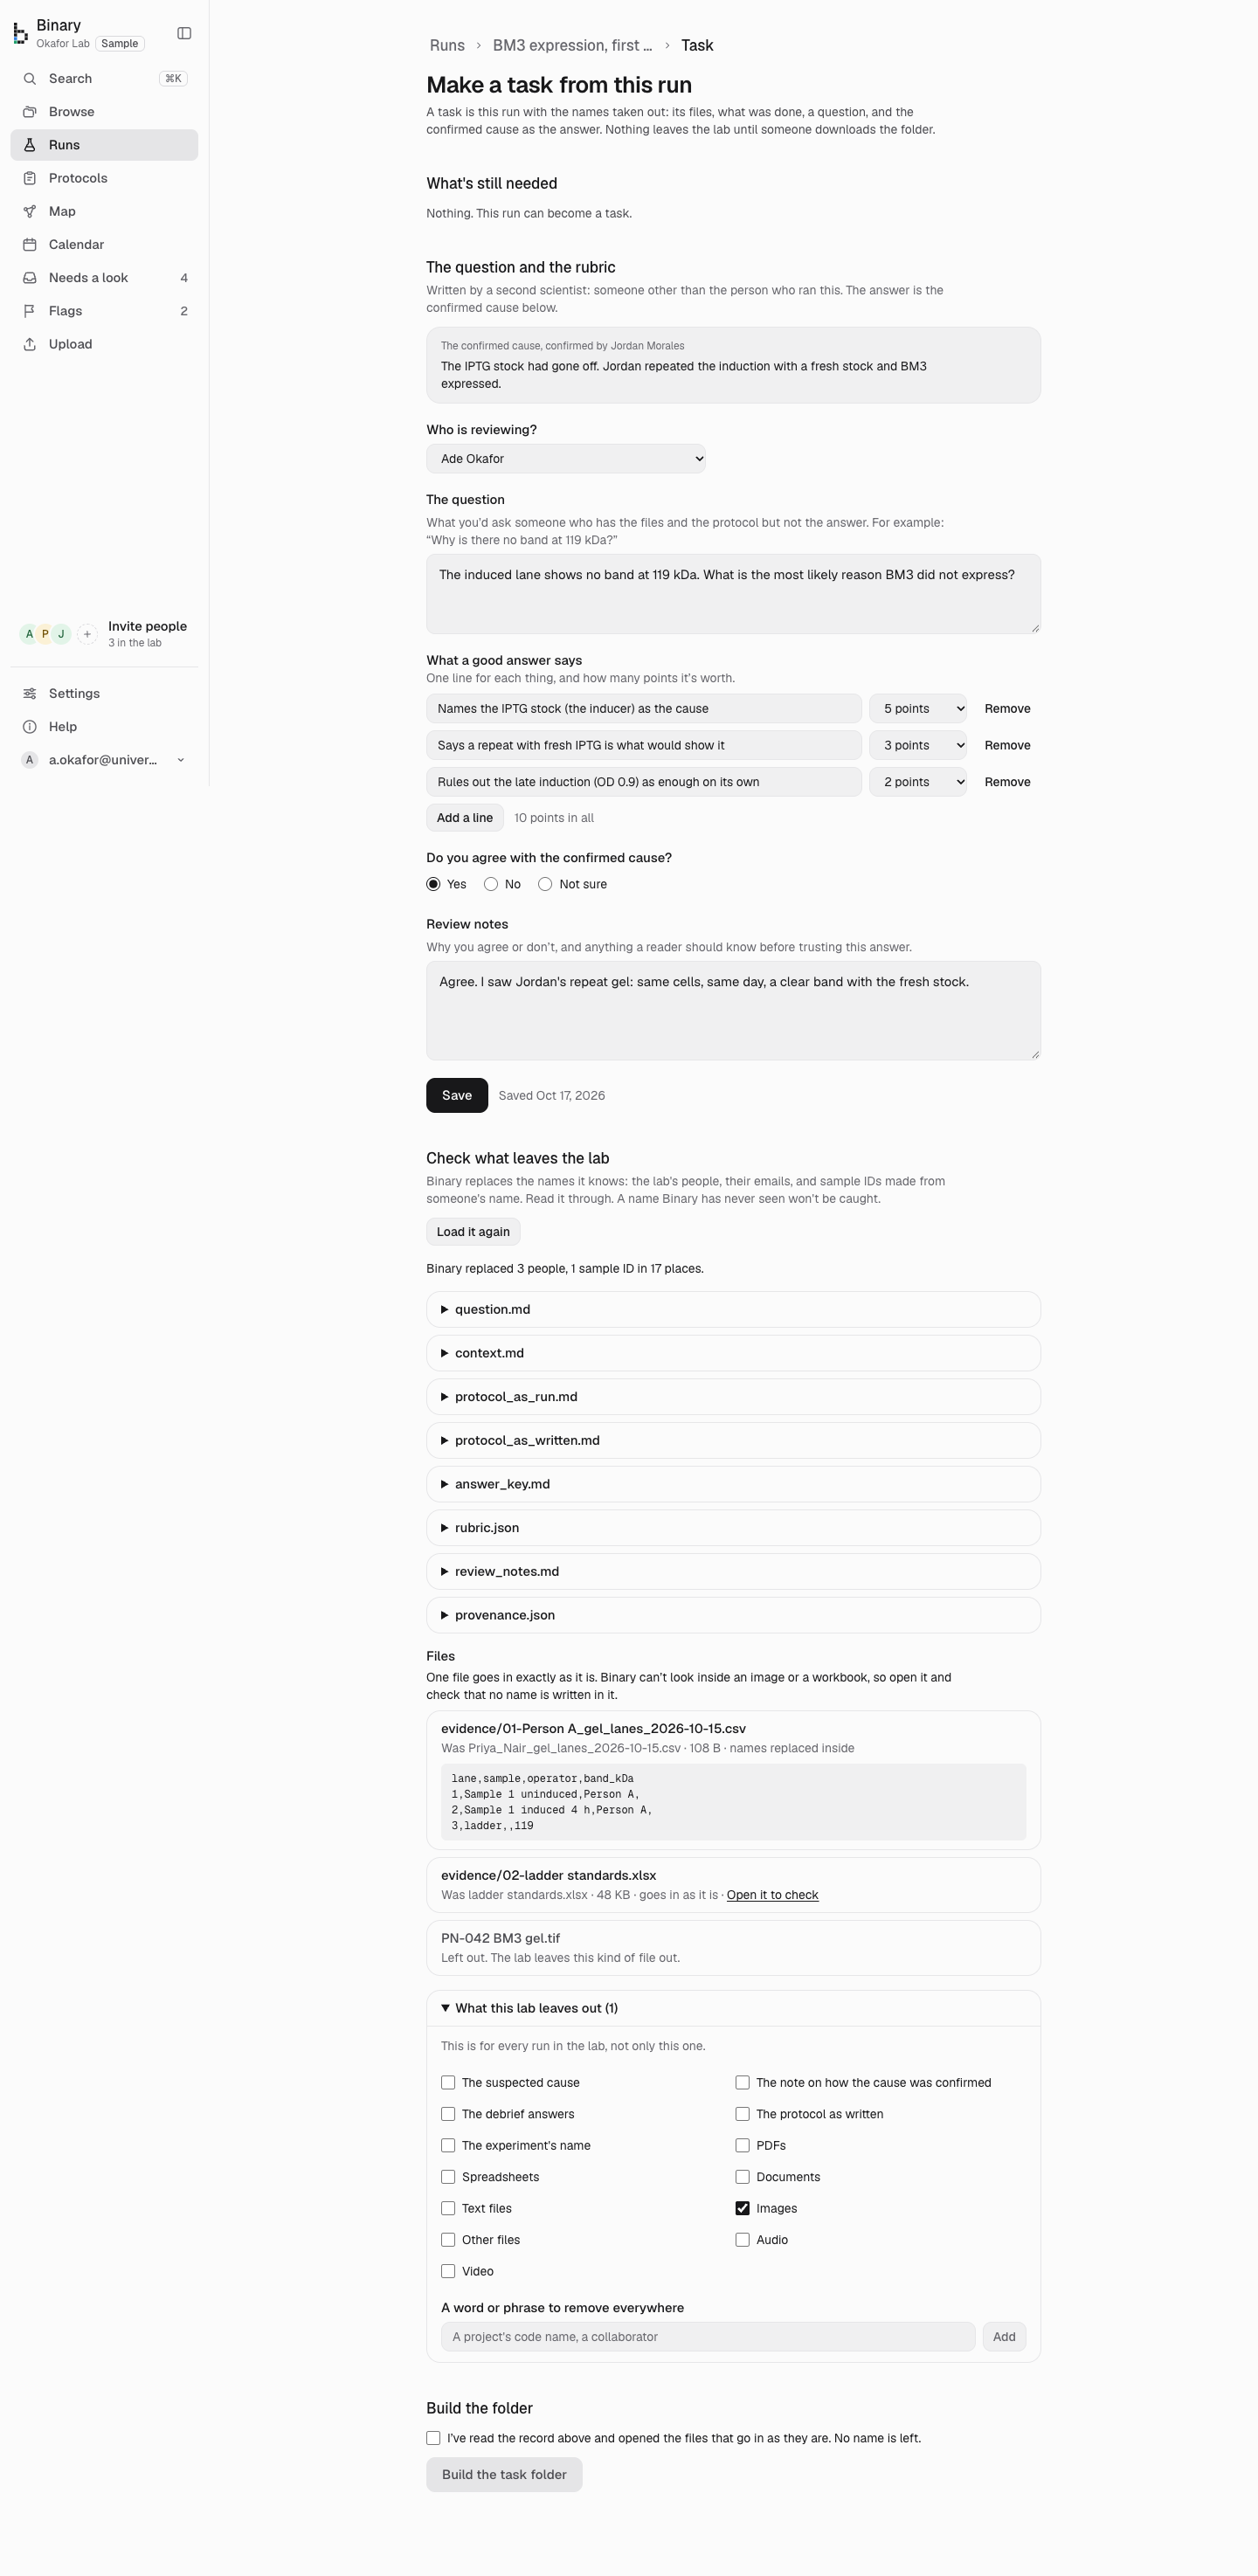 Binary
Okafor Lab Sample
Search ⌘K
Browse
Runs
Protocols
Map
Calendar
Needs a look 4
Flags 2
Upload
A P J + Invite people
3 in the lab
Settings
Help
A a.okafor@univer...
Runs › BM3 expression, first ... › Task
Make a task from this run
A task is this run with the names taken out: its files, what was done, a question, and the
confirmed cause as the answer. Nothing leaves the lab until someone downloads the folder.
What's still needed
Nothing. This run can become a task.
The question and the rubric
Written by a second scientist: someone other than the person who ran this. The answer is the
confirmed cause below.
The confirmed cause, confirmed by Jordan Morales
The IPTG stock had gone off. Jordan repeated the induction with a fresh stock and BM3
expressed.
Who is reviewing?
Ade Okafor
The question
What you'd ask someone who has the files and the protocol but not the answer. For example:
“Why is there no band at 119 kDa?”
The induced lane shows no band at 119 kDa. What is the most likely reason BM3 did not express?
What a good answer says
One line for each thing, and how many points it's worth.
Names the IPTG stock (the inducer) as the cause 5 points Remove
Says a repeat with fresh IPTG is what would show it 3 points Remove
Rules out the late induction (OD 0.9) as enough on its own 2 points Remove
Add a line 10 points in all
Do you agree with the confirmed cause?
Yes No Not sure
Review notes
Why you agree or don't, and anything a reader should know before trusting this answer.
Agree. I saw Jordan's repeat gel: same cells, same day, a clear band with the fresh stock.
Save Saved Oct 17, 2026
Check what leaves the lab
Binary replaces the names it knows: the lab's people, their emails, and sample IDs made from
someone's name. Read it through. A name Binary has never seen won't be caught.
Load it again
Binary replaced 3 people, 1 sample ID in 17 places.
question.md
context.md
protocol_as_run.md
protocol_as_written.md
answer_key.md
rubric.json
review_notes.md
provenance.json
Files
One file goes in exactly as it is. Binary can't look inside an image or a workbook, so open it and
check that no name is written in it.
evidence/01-Person A_gel_lanes_2026-10-15.csv
Was Priya_Nair_gel_lanes_2026-10-15.csv · 108 B · names replaced inside
lane,sample,operator,band_kDa
1,Sample 1 uninduced,Person A,
2,Sample 1 induced 4 h,Person A,
3,ladder,,119
evidence/02-ladder standards.xlsx
Was ladder standards.xlsx · 48 KB · goes in as it is · Open it to check
PN-042 BM3 gel.tif
Left out. The lab leaves this kind of file out.
What this lab leaves out (1)
This is for every run in the lab, not only this one.
The suspected cause The note on how the cause was confirmed
The debrief answers The protocol as written
The experiment's name PDFs
Spreadsheets Documents
Text files Images
Other files Audio
Video
A word or phrase to remove everywhere
A project's code name, a collaborator Add
Build the folder
I've read the record above and opened the files that go in as they are. No name is left.
Build the task folder